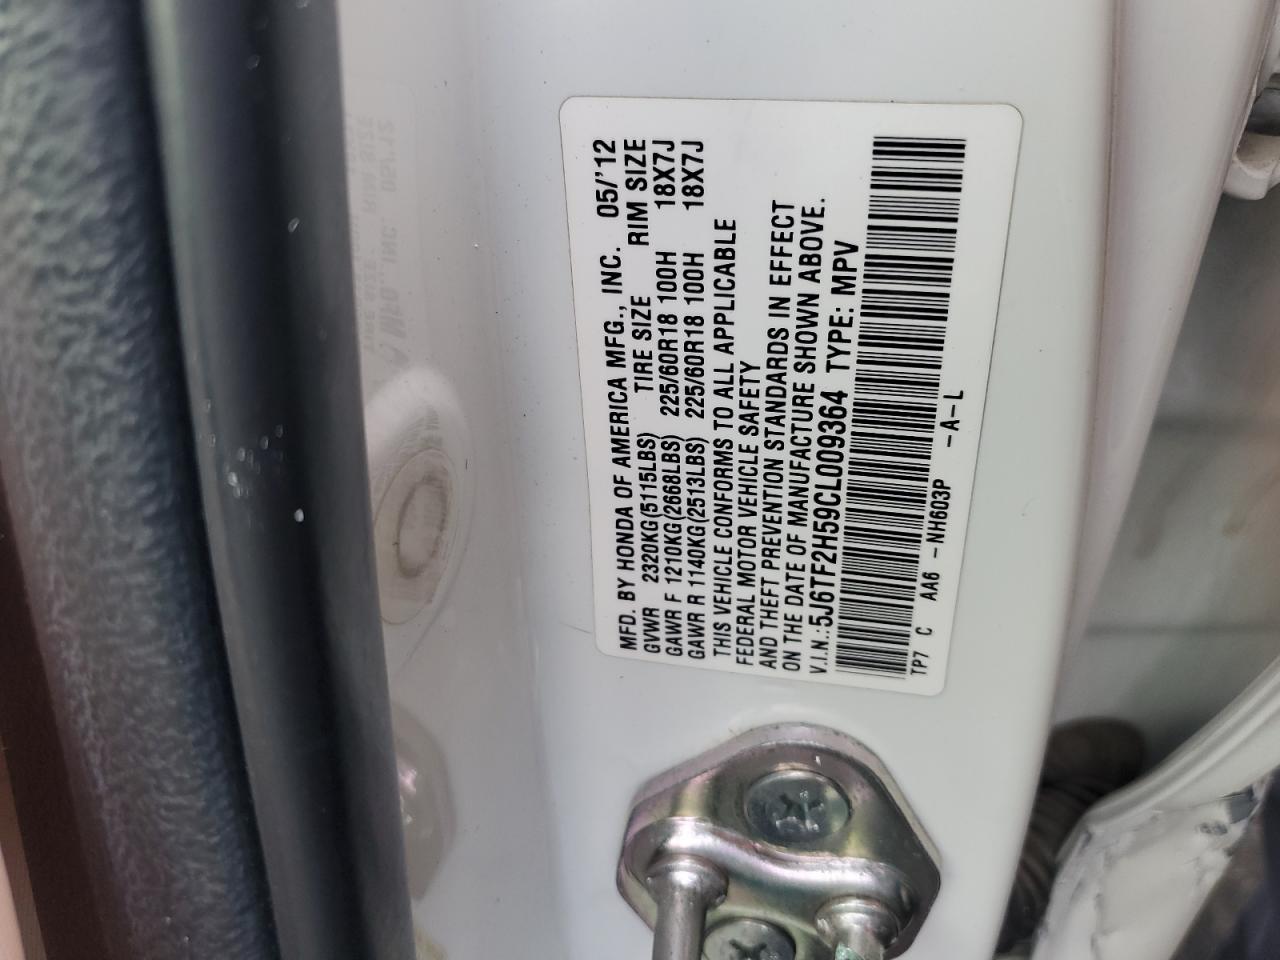 MFD. BY HONDA OF AMERICA MFG., INC. 05/'12
GVWR 2320KG(5115LBS) TIRE SIZE RIM SIZE
GAWR F 1210KG(2668LBS) 225/60R18 100H 18X7J
GAWR R 1140KG(2513LBS) 225/60R18 100H 18X7J
THIS VEHICLE CONFORMS TO ALL APPLICABLE
FEDERAL MOTOR VEHICLE SAFETY
AND THEFT PREVENTION STANDARDS IN EFFECT
ON THE DATE OF MANUFACTURE SHOWN ABOVE.
V.I.N.:5J6TF2H59CL009364 TYPE: MPV
TP7 C AA6 -NH603P -A-L